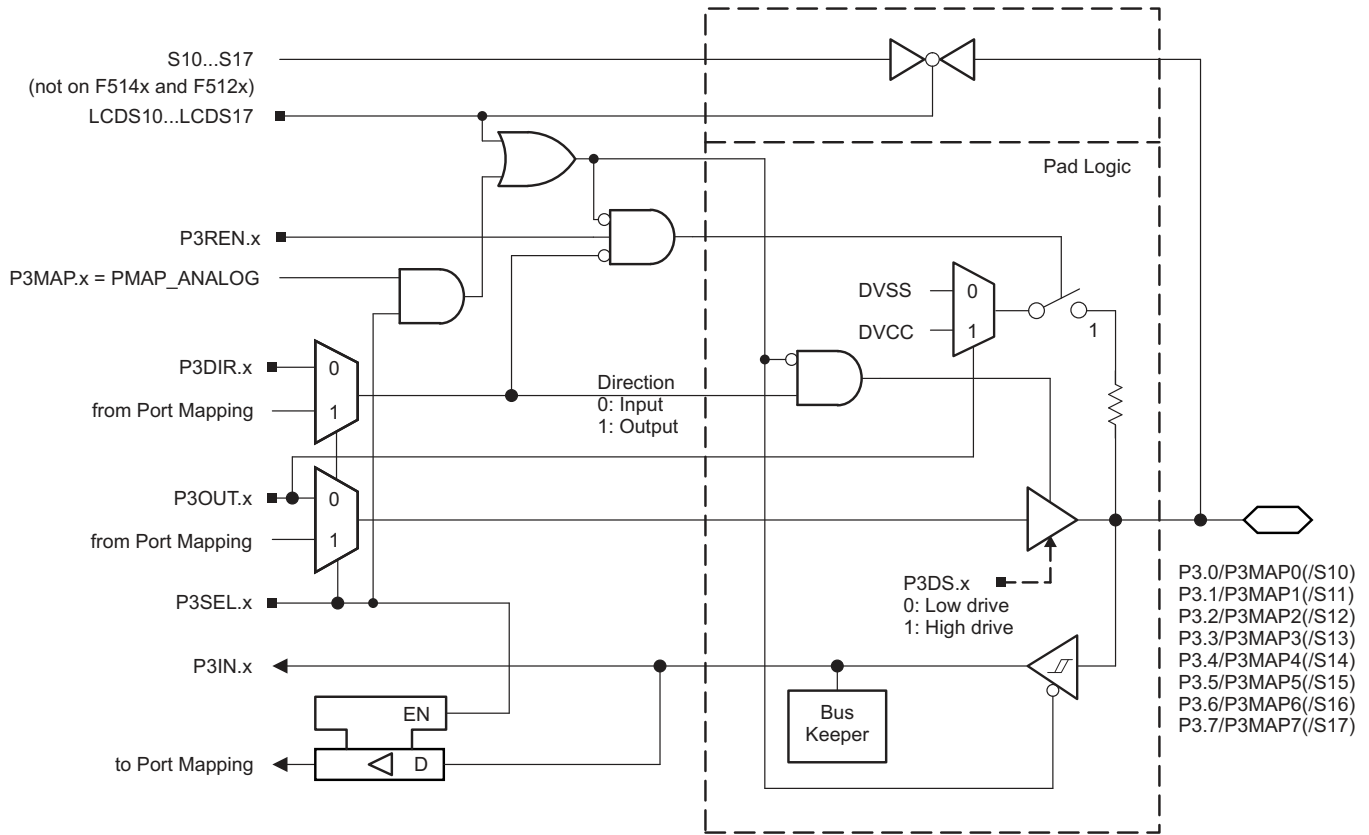 S10...S17
(not on F514x and F512x)
LCDS10...LCDS17
Pad Logic
P3REN.x
P3MAP.x = PMAP_ANALOG
DVSS
0
DVCC
1
1
P3DIR.x
0
from Port Mapping
1
Direction
0: Input
1: Output
P3OUT.x
0
from Port Mapping
1
P3DS.x
0: Low drive
1: High drive
P3SEL.x
P3.0/P3MAP0(/S10)
P3.1/P3MAP1(/S11)
P3.2/P3MAP2(/S12)
P3.3/P3MAP3(/S13)
P3.4/P3MAP4(/S14)
P3.5/P3MAP5(/S15)
P3.6/P3MAP6(/S16)
P3.7/P3MAP7(/S17)
P3IN.x
EN
Bus
Keeper
to Port Mapping
D